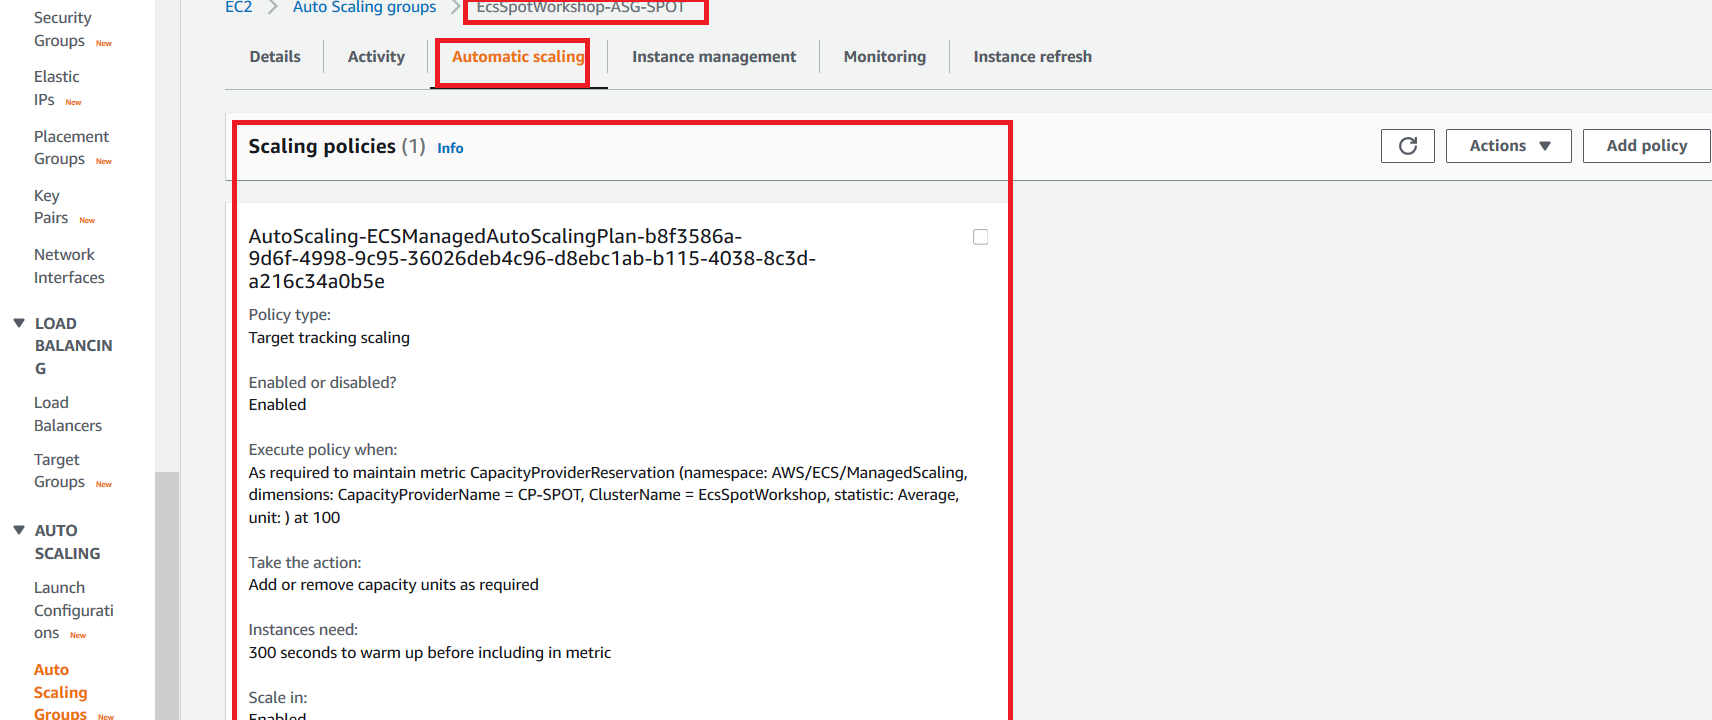 EC2 > Auto Scaling groups > EcsSpotWorkshop-ASG-SPOT
Security
Groups New
Elastic
IPs New
Placement
Groups New
Key
Pairs New
Network
Interfaces
LOAD
BALANCIN
G
Load
Balancers
Target
Groups New
AUTO
SCALING
Launch
Configurati
ons New
Auto
Scaling
Groups New
Details
Activity
Automatic scaling
Instance management
Monitoring
Instance refresh
Scaling policies (1) Info
Actions
Add policy
AutoScaling-ECSManagedAutoScalingPlan-b8f3586a-
9d6f-4998-9c95-36026deb4c96-d8ebc1ab-b115-4038-8c3d-
a216c34a0b5e
Policy type:
Target tracking scaling
Enabled or disabled?
Enabled
Execute policy when:
As required to maintain metric CapacityProviderReservation (namespace: AWS/ECS/ManagedScaling,
dimensions: CapacityProviderName = CP-SPOT, ClusterName = EcsSpotWorkshop, statistic: Average,
unit: ) at 100
Take the action:
Add or remove capacity units as required
Instances need:
300 seconds to warm up before including in metric
Scale in:
Enabled